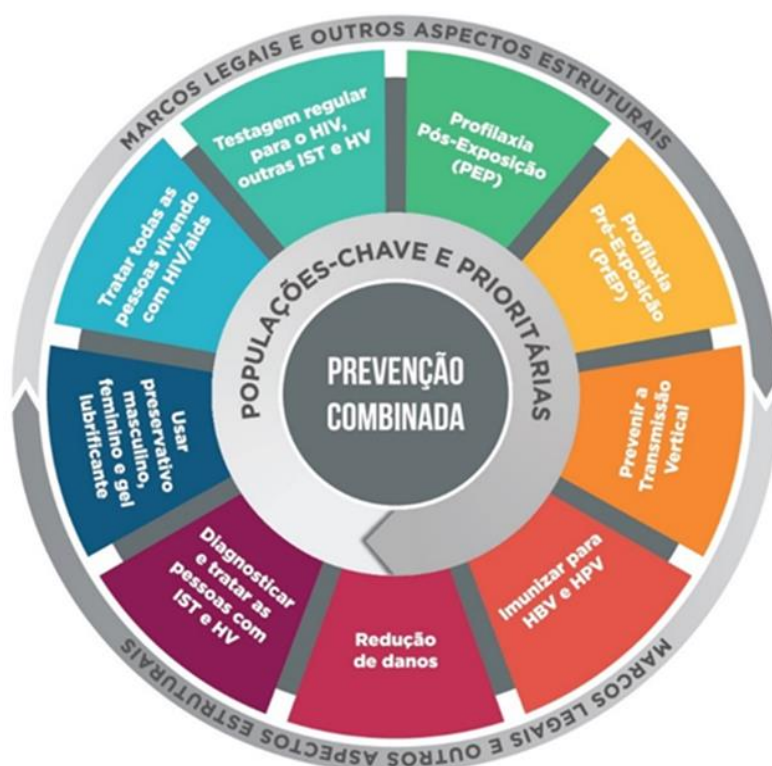 MARCOS LEGAIS E OUTROS ASPECTOS ESTRUTURAIS
Testagem regular
para o HIV,
outras IST e HV
Profilaxia
Pós-Exposição
(PEP)
Profilaxia
Pré-Exposição
(PrEP)
Prevenir a
Transmissão
Vertical
Imunizar para
HBV e HPV
Redução
de danos
Diagnosticar
e tratar as
pessoas com
IST e HV
Usar
preservativo
masculino,
feminino e gel
lubrificante
Tratar todas as
pessoas vivendo
com HIV/aids
POPULAÇÕES-CHAVE E PRIORITÁRIAS
PREVENÇÃO
COMBINADA
MARCOS LEGAIS E OUTROS ASPECTOS ESTRUTURAIS